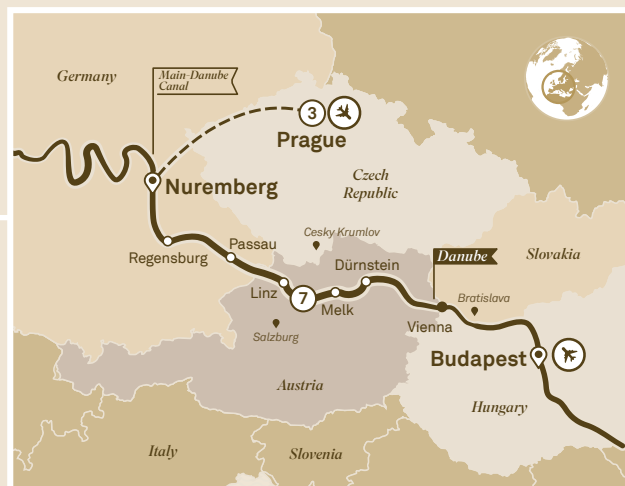 Germany
Main-Danube
Canal
3
Prague
Czech
Republic
Nuremberg
Cesky Krumlov
Regensburg
Passau
Dürnstein
Danube
Slovakia
Linz
7
Melk
Bratislava
Salzburg
Vienna
Budapest
Austria
Hungary
Italy
Slovenia